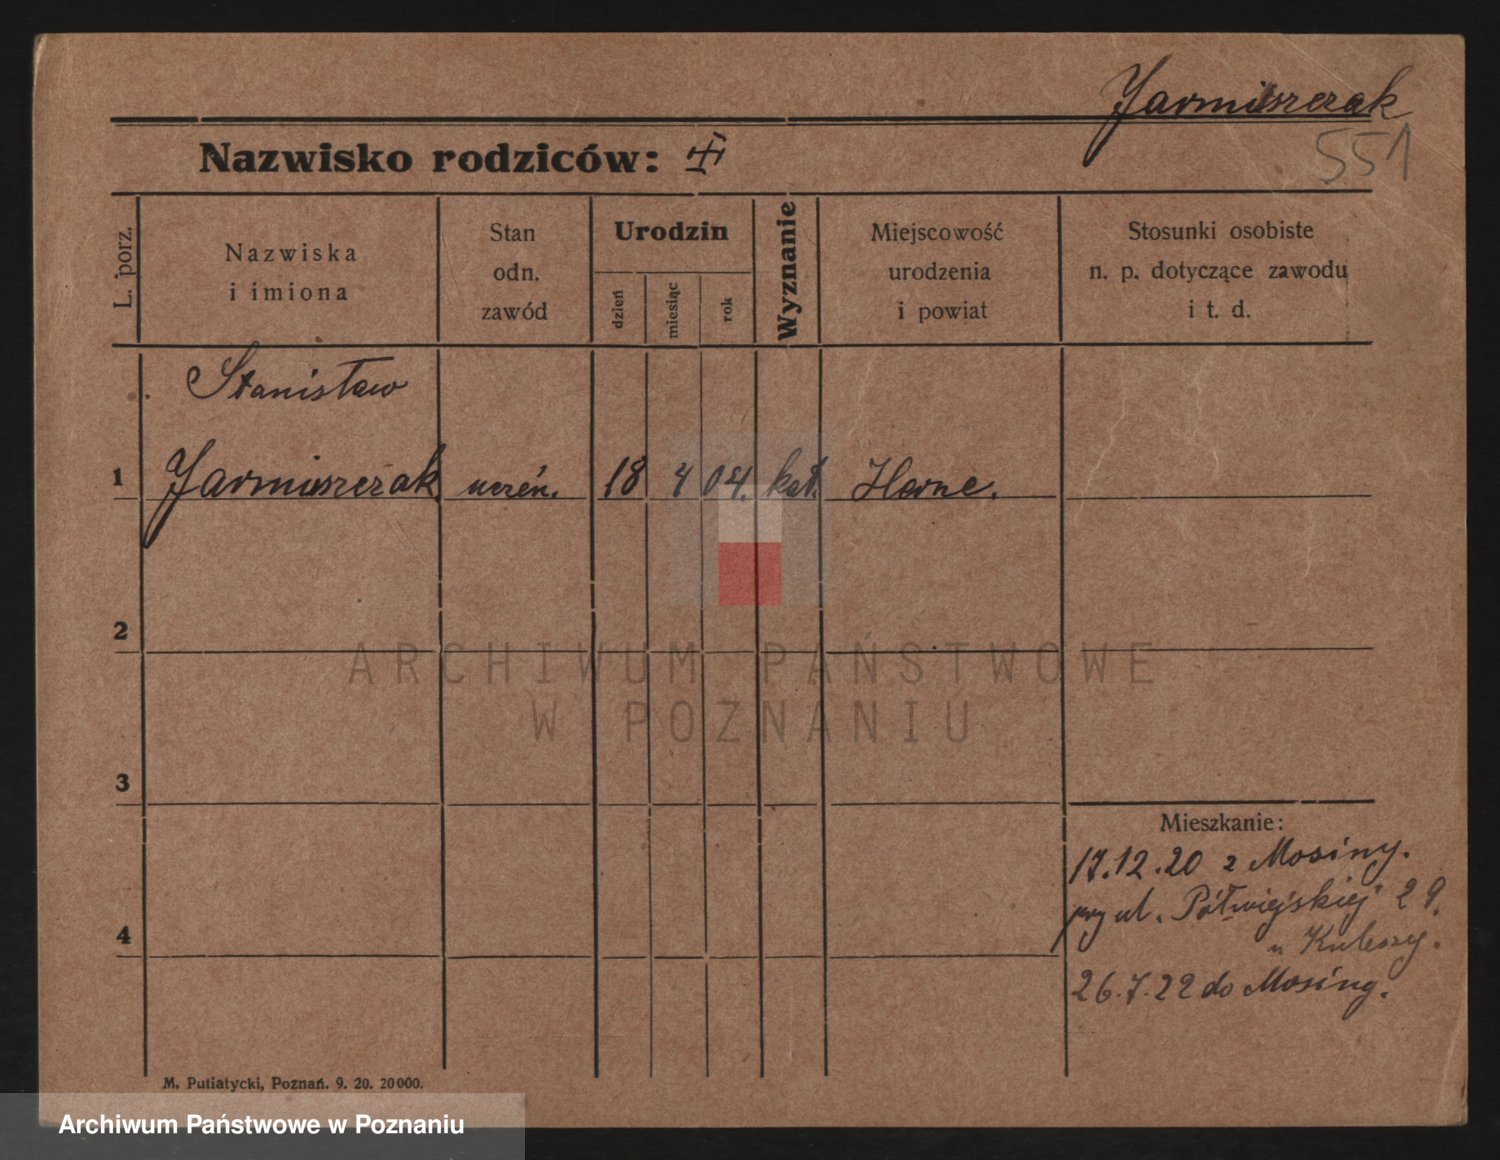 Jarmuszczak
551
Nazwisko rodziców:
L. porz.
Nazwiska
i imiona
Stan
odn.
zawód
Urodzin
dzień
miesiąc
rok
Wyznanie
Miejscowość
urodzenia
i powiat
Stosunki osobiste
n. p. dotyczące zawodu
i t. d.
Stanisław
1 Jarmuszczak uczeń. 18 4 04. kat. Herne.
2
ARCHIWUM PAŃSTWOWE
W POZNANIU
3
Mieszkanie:
17.12.20 z Mosiny.
przy ul. Półwiejskiej 29.
u Kuleszy.
4
26.7.22 do Mosiny.
M. Putiatycki, Poznań. 9. 20. 20000.
Archiwum Państwowe w Poznaniu